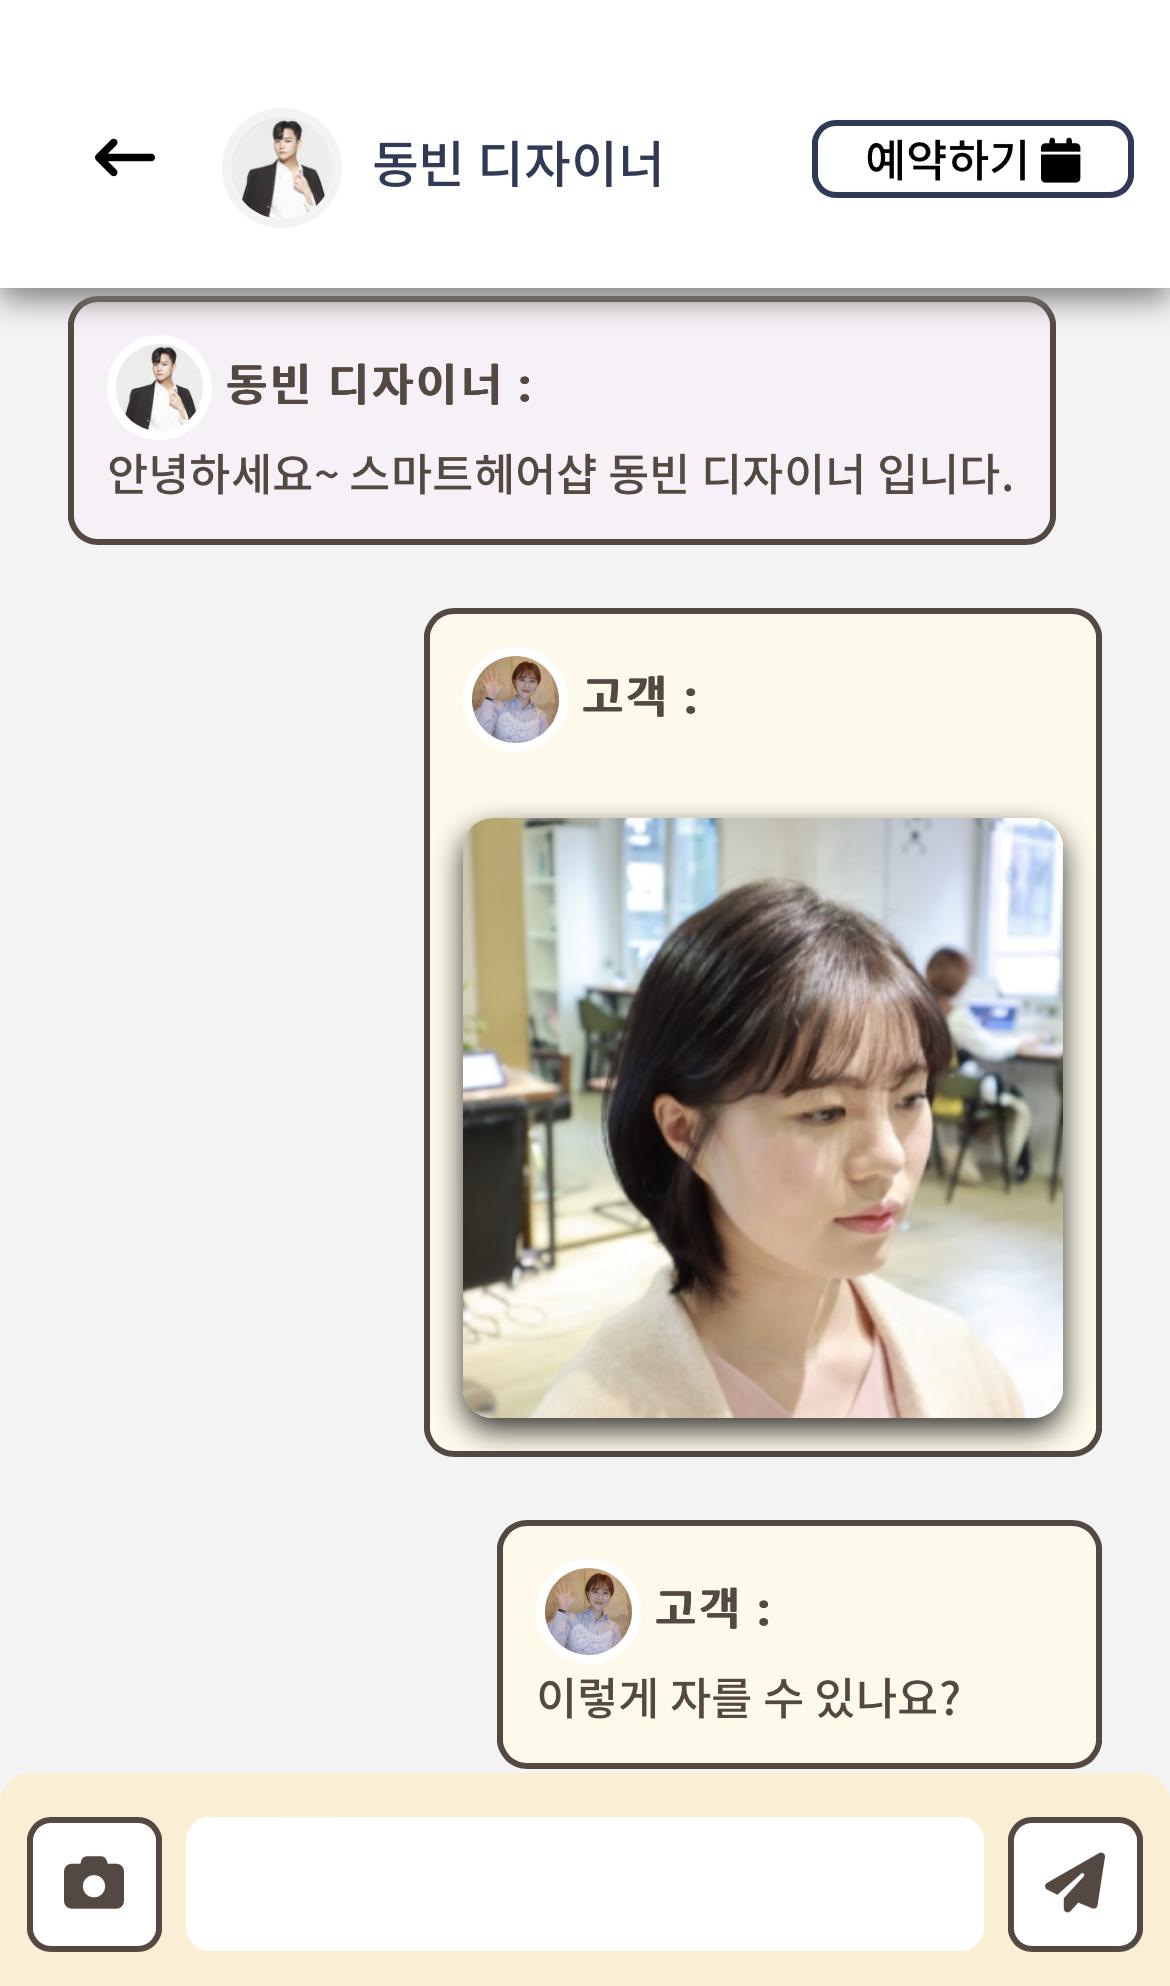 동빈 디자이너
예약하기
동빈 디자이너 :
안녕하세요~ 스마트헤어샵 동빈 디자이너 입니다.
고객 :
고객 :
이렇게 자를 수 있나요?